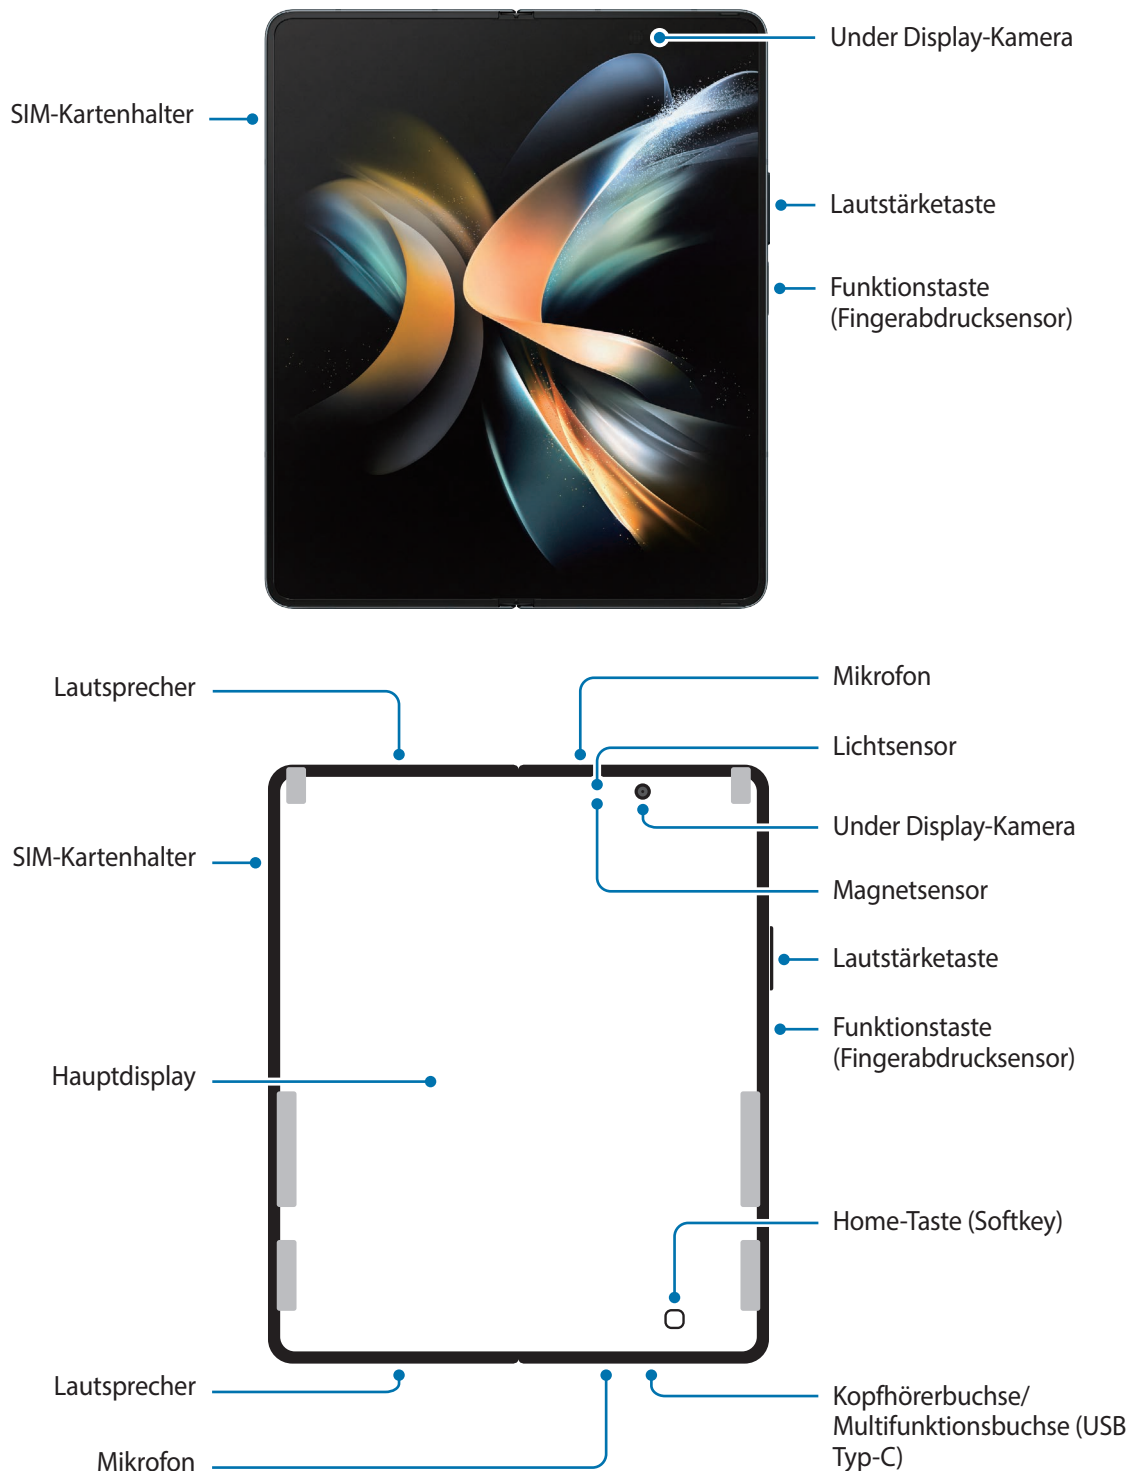 Under Display-Kamera
SIM-Kartenhalter
Lautstärketaste
Funktionstaste
(Fingerabdrucksensor)
Mikrofon
Lautsprecher
Lichtsensor
Under Display-Kamera
SIM-Kartenhalter
Magnetsensor
Lautstärketaste
Funktionstaste
(Fingerabdrucksensor)
Hauptdisplay
Home-Taste (Softkey)
Lautsprecher
Kopfhörerbuchse/
Multifunktionsbuchse (USB
Typ-C)
Mikrofon